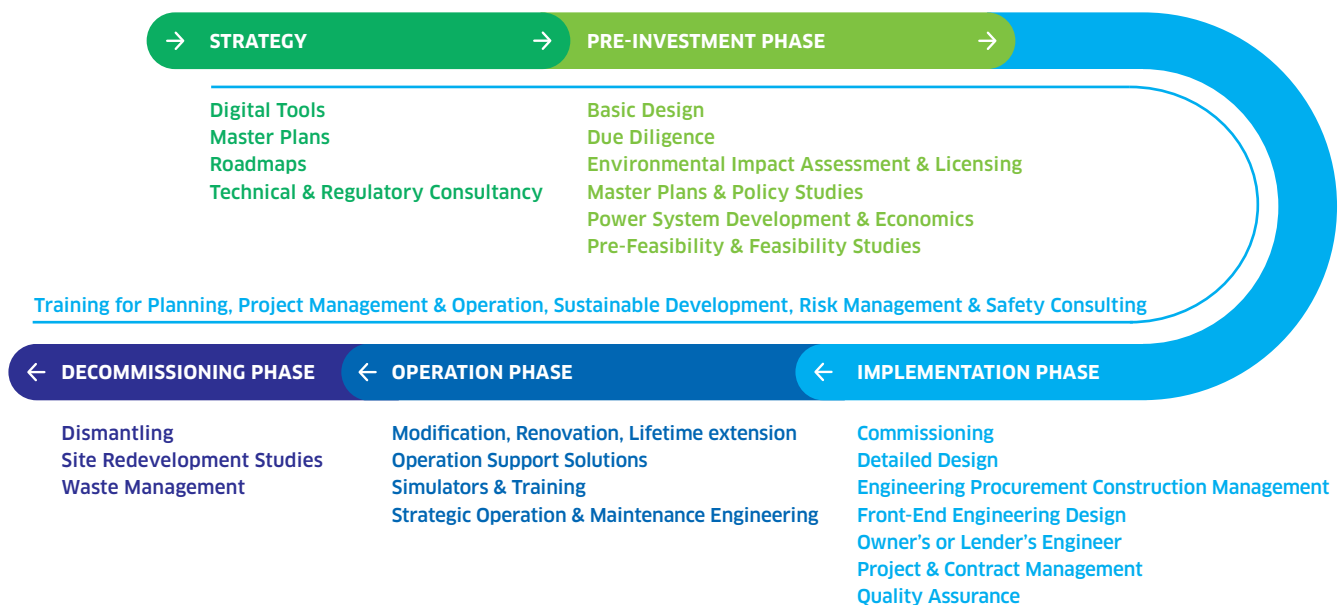 STRATEGY
PRE-INVESTMENT PHASE
Digital Tools
Master Plans
Roadmaps
Technical & Regulatory Consultancy
Basic Design
Due Diligence
Environmental Impact Assessment & Licensing
Master Plans & Policy Studies
Power System Development & Economics
Pre-Feasibility & Feasibility Studies
Training for Planning, Project Management & Operation, Sustainable Development, Risk Management & Safety Consulting
DECOMMISSIONING PHASE
OPERATION PHASE
IMPLEMENTATION PHASE
Dismantling
Site Redevelopment Studies
Waste Management
Modification, Renovation, Lifetime extension
Operation Support Solutions
Simulators & Training
Strategic Operation & Maintenance Engineering
Commissioning
Detailed Design
Engineering Procurement Construction Management
Front-End Engineering Design
Owner's or Lender's Engineer
Project & Contract Management
Quality Assurance